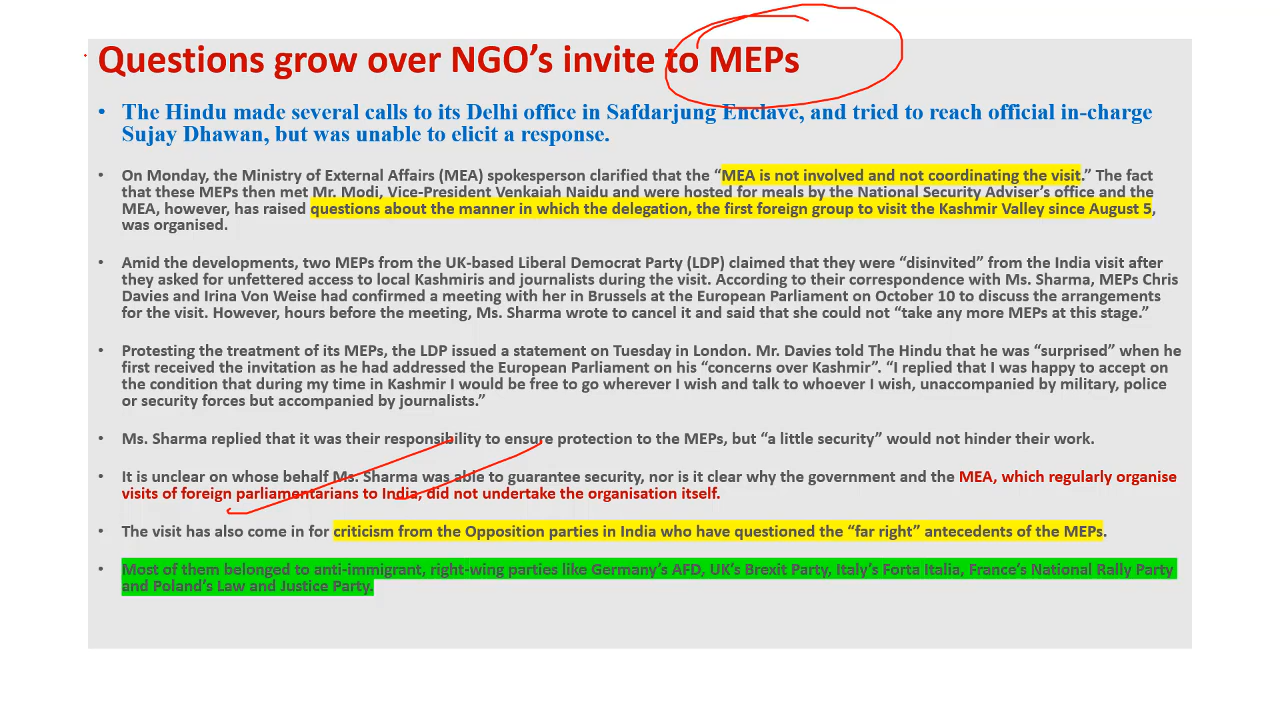 Questions grow over NGO’s invite to MEPs
• The Hindu made several calls to its Delhi office in Safdarjung Enclave, and tried to reach official in-charge
Sujay Dhawan, but was unable to elicit a response.
• On Monday, the Ministry of External Affairs (MEA) spokesperson clarified that the “MEA is not involved and not coordinating the visit.” The fact
that these MEPs then met Mr. Modi, Vice-President Venkaiah Naidu and were hosted for meals by the National Security Adviser’s office and the
MEA, however, has raised questions about the manner in which the delegation, the first foreign group to visit the Kashmir Valley since August 5,
was organised.
• Amid the developments, two MEPs from the UK-based Liberal Democrat Party (LDP) claimed that they were “disinvited” from the India visit after
they asked for unfettered access to local Kashmiris and journalists during the visit. According to their correspondence with Ms. Sharma, MEPs Chris
Davies and Irina Von Weise had confirmed a meeting with her in Brussels at the European Parliament on October 10 to discuss the arrangements
for the visit. However, hours before the meeting, Ms. Sharma wrote to cancel it and said that she could not “take any more MEPs at this stage.”
• Protesting the treatment of its MEPs, the LDP issued a statement on Tuesday in London. Mr. Davies told The Hindu that he was “surprised” when he
first received the invitation as he had addressed the European Parliament on his “concerns over Kashmir”. “I replied that I was happy to accept on
the condition that during my time in Kashmir I would be free to go wherever I wish and talk to whoever I wish, unaccompanied by military, police
or security forces but accompanied by journalists.”
• Ms. Sharma replied that it was their responsibility to ensure protection to the MEPs, but “a little security” would not hinder their work.
• It is unclear on whose behalf Ms. Sharma was able to guarantee security, nor is it clear why the government and the MEA, which regularly organise
visits of foreign parliamentarians to India, did not undertake the organisation itself.
• The visit has also come in for criticism from the Opposition parties in India who have questioned the “far right” antecedents of the MEPs.
• Most of them belonged to anti-immigrant, right-wing parties like Germany’s AFD, UK’s Brexit Party, Italy’s Forta Italia, France’s National Rally Party
and Poland’s Law and Justice Party.